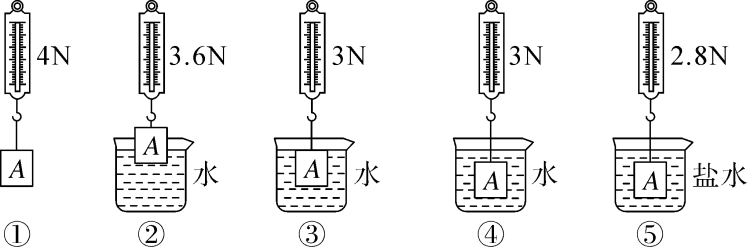 4N 3.6N 3N 3N 2.8N
A A A A A
水 水 水 盐水
① ② ③ ④ ⑤